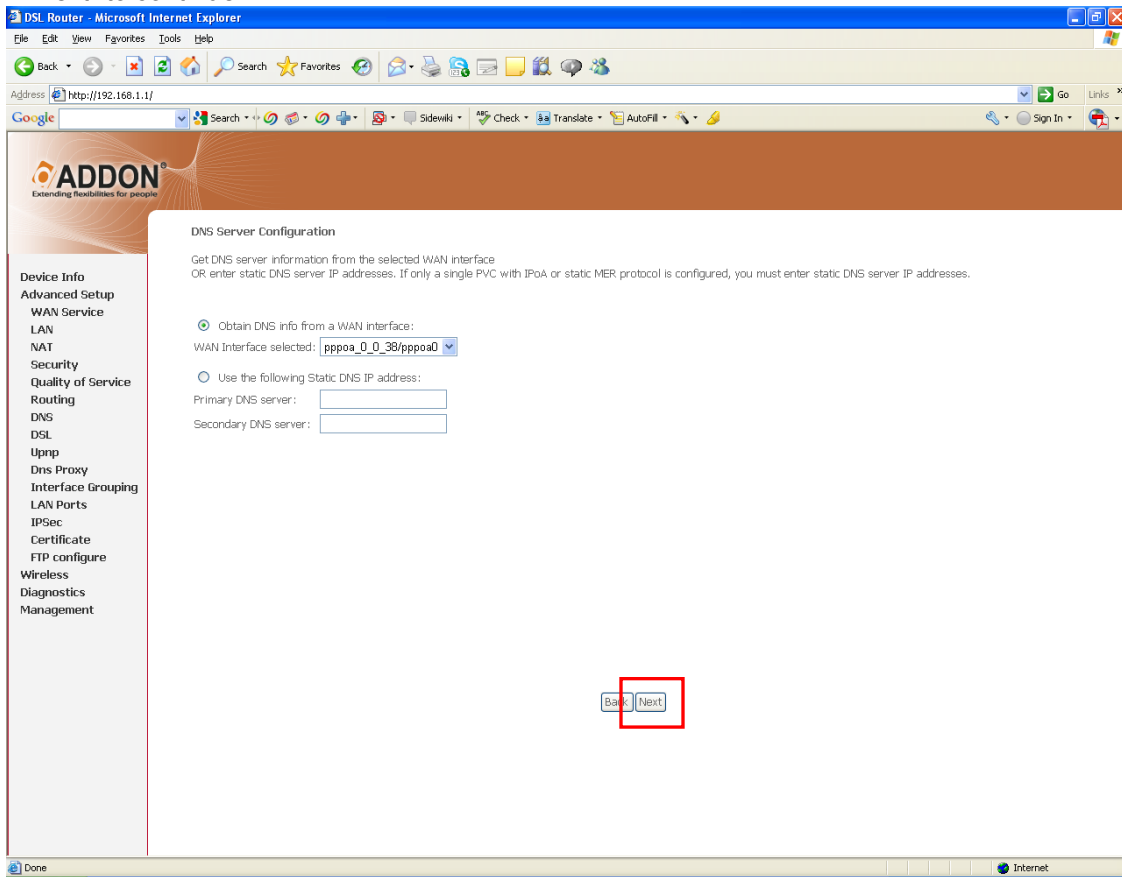 DSL Router - Microsoft Internet Explorer
File Edit View Favorites Tools Help
Back Search Favorites
Address http://192.168.1.1/ Go Links »
Google Search Sidewiki Check Translate AutoFill Sign In
ADDON®
Extending flexibilities for people
Device Info
Advanced Setup
WAN Service
LAN
NAT
Security
Quality of Service
Routing
DNS
DSL
Upnp
Dns Proxy
Interface Grouping
LAN Ports
IPSec
Certificate
FTP configure
Wireless
Diagnostics
Management
DNS Server Configuration
Get DNS server information from the selected WAN interface
OR enter static DNS server IP addresses. If only a single PVC with IPoA or static MER protocol is configured, you must enter static DNS server IP addresses.
Obtain DNS info from a WAN interface:
WAN Interface selected: pppoa_0_0_38/pppoa0
Use the following Static DNS IP address:
Primary DNS server:
Secondary DNS server:
Back Next
Done Internet